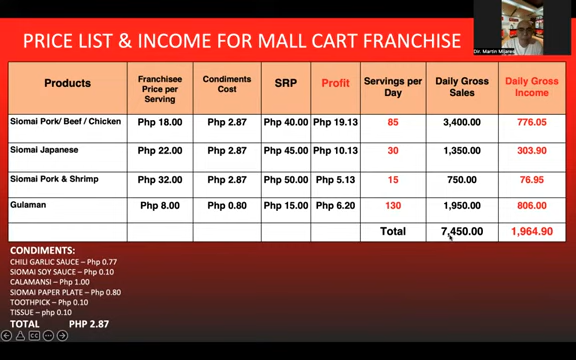 PRICE LIST & INCOME FOR MALL CART FRANCHISE
Dir. Martin Mijares
Products Franchisee Price per Serving Condiments Cost SRP Profit Servings per Day Daily Gross Sales Daily Gross Income
Siomai Pork/ Beef / Chicken Php 18.00 Php 2.87 Php 40.00 Php 19.13 85 3,400.00 776.05
Siomai Japanese Php 22.00 Php 2.87 Php 45.00 Php 10.13 30 1,350.00 303.90
Siomai Pork & Shrimp Php 32.00 Php 2.87 Php 50.00 Php 5.13 15 750.00 76.95
Gulaman Php 8.00 Php 0.80 Php 15.00 Php 6.20 130 1,950.00 806.00
Total 7,450.00 1,964.90
CONDIMENTS:
CHILI GARLIC SAUCE – Php 0.77
SIOMAI SOY SAUCE – Php 0.10
CALAMANSI – Php 1.00
SIOMAI PAPER PLATE – Php 0.80
TOOTHPICK – Php 0.10
TISSUE – php 0.10
TOTAL PHP 2.87